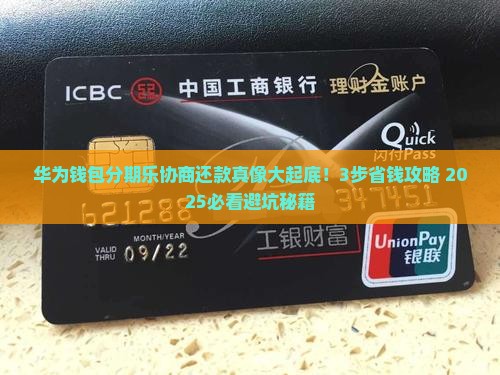 ICBC 中国工商银行 理财金账户
Quick
闪付Pass
华为钱包分期乐协商还款真像大起底！3步省钱攻略 20
25必看避坑秘籍
MONTH/YEAR
VALID
THRU 09/22
工银财富
UnionPay
银联